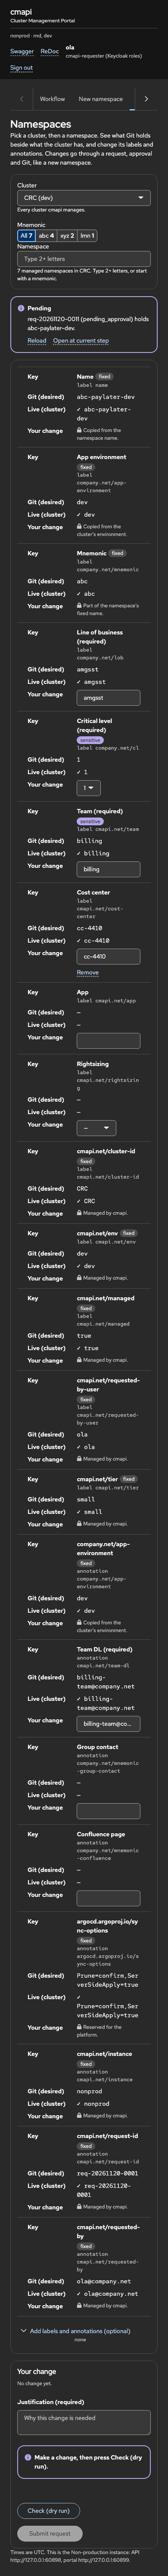 cmapi
Cluster Management Portal
nonprod · md, dev
Swagger ReDoc
ola
cmapi-requester (Keycloak roles)
Sign out
Workflow New namespace
Namespaces
Pick a cluster, then a namespace. See what Git holds
beside what the cluster has, and change its labels and
annotations. Changes go through a request, approval
and Git, like a new namespace.
Cluster
CRC (dev)
Every cluster cmapi manages.
Mnemonic
All 7 abc 4 xyz 2 lmn 1
Namespace
Type 2+ letters
7 managed namespaces in CRC. Type 2+ letters, or start
with a mnemonic.
Pending
req-20261120-0011 (pending_approval) holds
abc-paylater-dev.
Reload Open at current step
Key Name fixed
label name
Git (desired) abc-paylater-dev
Live (cluster) ✓ abc-paylater-
dev
Your change Copied from the
namespace name.
Key App environment
fixed
label
company.net/app-
environment
Git (desired) dev
Live (cluster) ✓ dev
Your change Copied from the
cluster's environment.
Key Mnemonic fixed
label
company.net/mnemonic
Git (desired) abc
Live (cluster) ✓ abc
Your change Part of the namespace's
fixed name.
Key Line of business
(required)
label
company.net/lob
Git (desired) amgsst
Live (cluster) ✓ amgsst
Your change amgsst
Key Critical level
(required)
sensitive
label company.net/cl
Git (desired) 1
Live (cluster) ✓ 1
Your change 1
Key Team (required)
sensitive
label cmapi.net/team
Git (desired) billing
Live (cluster) ✓ billing
Your change billing
Key Cost center
label
cmapi.net/cost-
center
Git (desired) cc-4410
Live (cluster) ✓ cc-4410
Your change cc-4410
Remove
Key App
label cmapi.net/app
Git (desired) —
Live (cluster) —
Your change
Key Rightsizing
label
cmapi.net/rightsizin
g
Git (desired) —
Live (cluster) —
Your change —
Key cmapi.net/cluster-id
fixed
label
cmapi.net/cluster-id
Git (desired) CRC
Live (cluster) ✓ CRC
Your change Managed by cmapi.
Key cmapi.net/env fixed
label cmapi.net/env
Git (desired) dev
Live (cluster) ✓ dev
Your change Managed by cmapi.
Key cmapi.net/managed
fixed
label
cmapi.net/managed
Git (desired) true
Live (cluster) ✓ true
Your change Managed by cmapi.
Key cmapi.net/requested-
by-user
fixed
label
cmapi.net/requested-
by-user
Git (desired) ola
Live (cluster) ✓ ola
Your change Managed by cmapi.
Key cmapi.net/tier fixed
label cmapi.net/tier
Git (desired) small
Live (cluster) ✓ small
Your change Managed by cmapi.
Key company.net/app-
environment
fixed
annotation
company.net/app-
environment
Git (desired) dev
Live (cluster) ✓ dev
Your change Copied from the
cluster's environment.
Key Team DL (required)
annotation
cmapi.net/team-dl
Git (desired) billing-
team@company.net
Live (cluster) ✓ billing-
team@company.net
Your change billing-team@co...
Key Group contact
annotation
company.net/mnemonic
-group-contact
Git (desired) —
Live (cluster) —
Your change
Key Confluence page
annotation
company.net/mnemonic
-confluence
Git (desired) —
Live (cluster) —
Your change
Key argocd.argoproj.io/sy
nc-options
fixed
annotation
argocd.argoproj.io/s
ync-options
Git (desired) Prune=confirm,Ser
verSideApply=true
Live (cluster) ✓
Prune=confirm,Ser
verSideApply=true
Your change Reserved for the
platform.
Key cmapi.net/instance
fixed
annotation
cmapi.net/instance
Git (desired) nonprod
Live (cluster) ✓ nonprod
Your change Managed by cmapi.
Key cmapi.net/request-id
fixed
annotation
cmapi.net/request-id
Git (desired) req-20261120-0001
Live (cluster) ✓ req-20261120-
0001
Your change Managed by cmapi.
Key cmapi.net/requested-
by
fixed
annotation
cmapi.net/requested-
by
Git (desired) ola@company.net
Live (cluster) ✓ ola@company.net
Your change Managed by cmapi.
Add labels and annotations (optional)
none
Your change
No change yet.
Justification (required)
Why this change is needed
Make a change, then press Check (dry
run).
Check (dry run)
Submit request
Times are UTC. This is the Non-production instance: API
http://127.0.0.1:60898, portal http://127.0.0.1:60899.